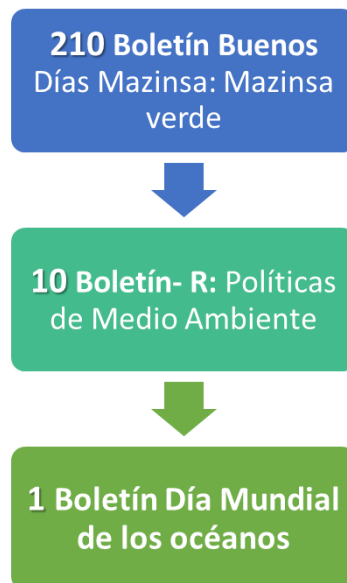 210 Boletín Buenos
Días Mazinsa: Mazinsa
verde
10 Boletín- R: Políticas
de Medio Ambiente
1 Boletín Día Mundial
de los océanos